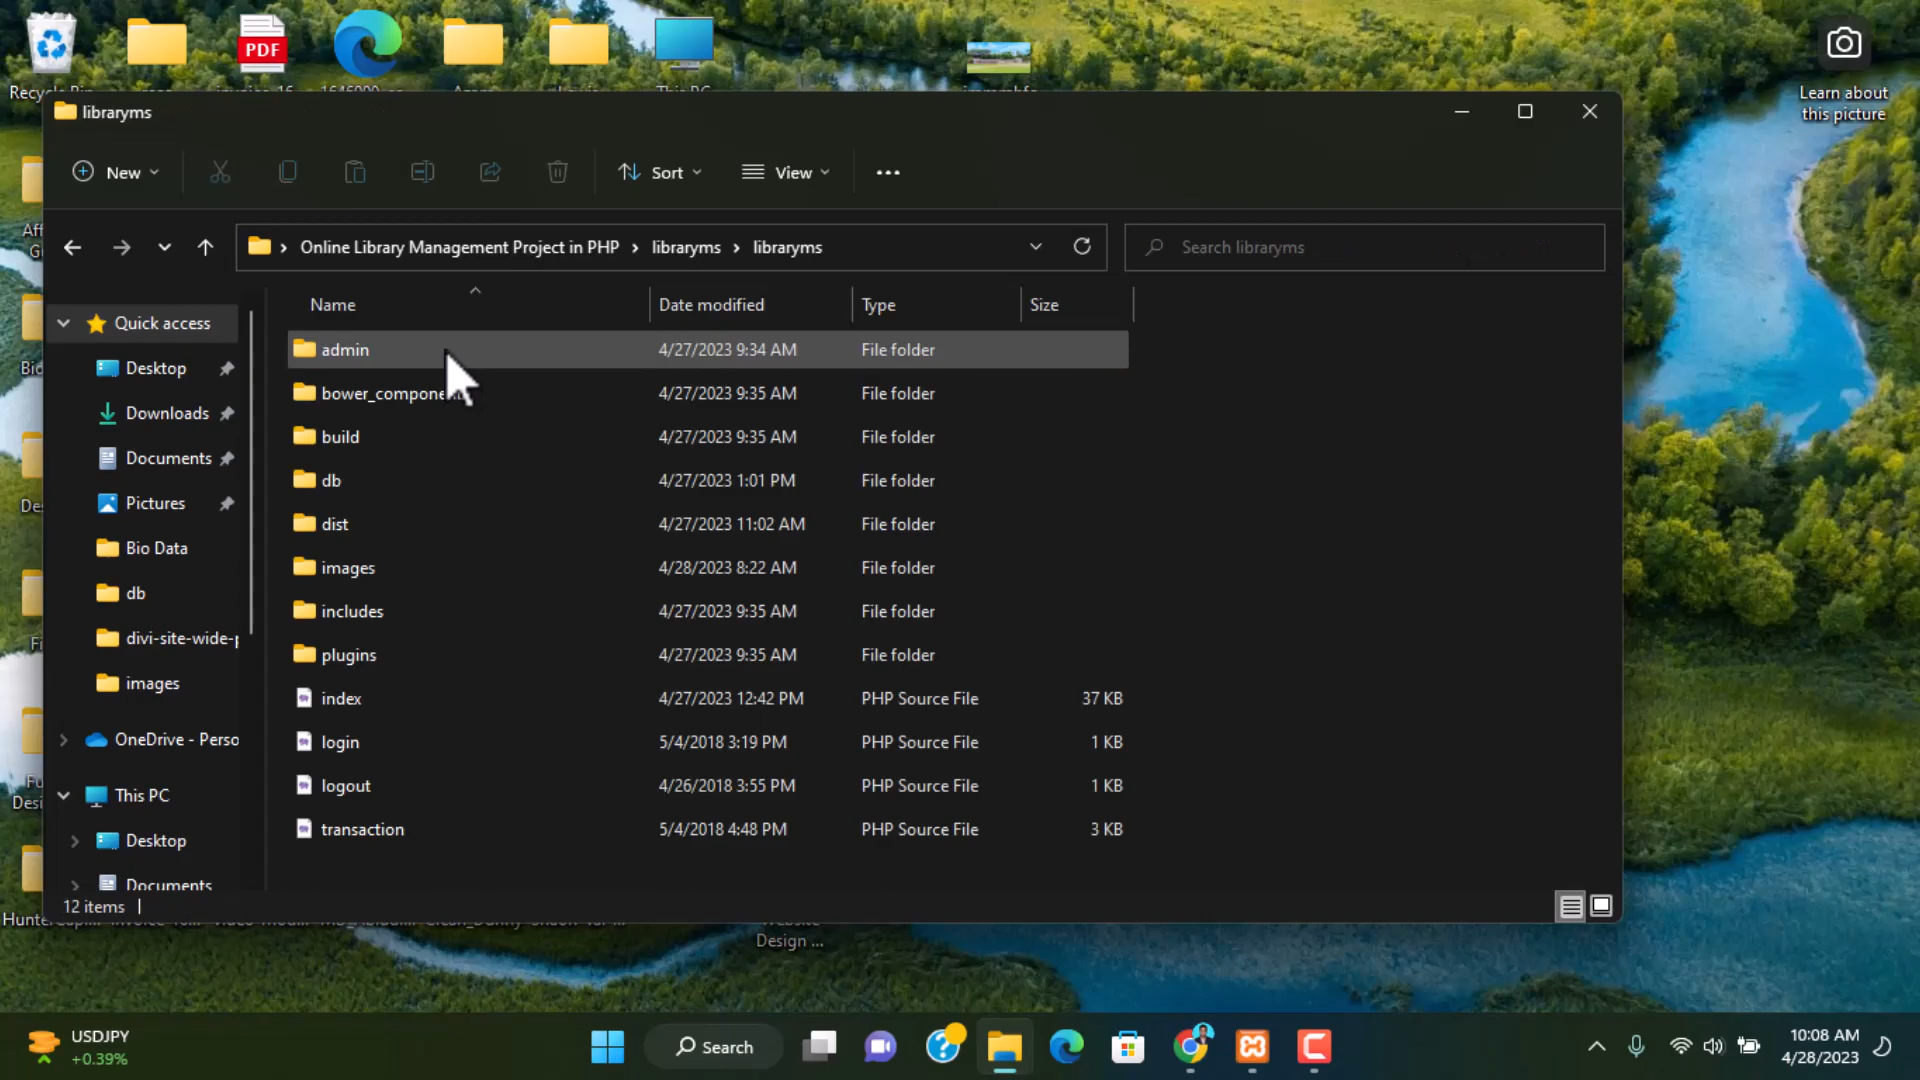 PDF
Learn about
this picture
libraryms
New
Sort
View
Online Library Management Project in PHP > libraryms > libraryms
Search libraryms
Name Date modified Type Size
Quick access
Desktop
Downloads
Documents
Pictures
Bio Data
db
divi-site-wide-p
images
OneDrive - Perso
This PC
Desktop
Documents
admin 4/27/2023 9:34 AM File folder
bower_compone 4/27/2023 9:35 AM File folder
build 4/27/2023 9:35 AM File folder
db 4/27/2023 1:01 PM File folder
dist 4/27/2023 11:02 AM File folder
images 4/28/2023 8:22 AM File folder
includes 4/27/2023 9:35 AM File folder
plugins 4/27/2023 9:35 AM File folder
index 4/27/2023 12:42 PM PHP Source File 37 KB
login 5/4/2018 3:19 PM PHP Source File 1 KB
logout 4/26/2018 3:55 PM PHP Source File 1 KB
transaction 5/4/2018 4:48 PM PHP Source File 3 KB
12 items
Design ...
USDJPY
+0.39%
Search
10:08 AM
4/28/2023